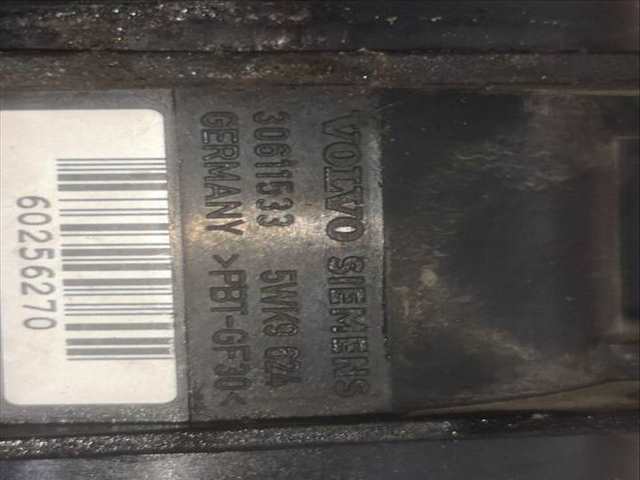 VOLVO SIEMENS
30611533 5WK9 624
GERMANY >PBT-GF30<
60256270